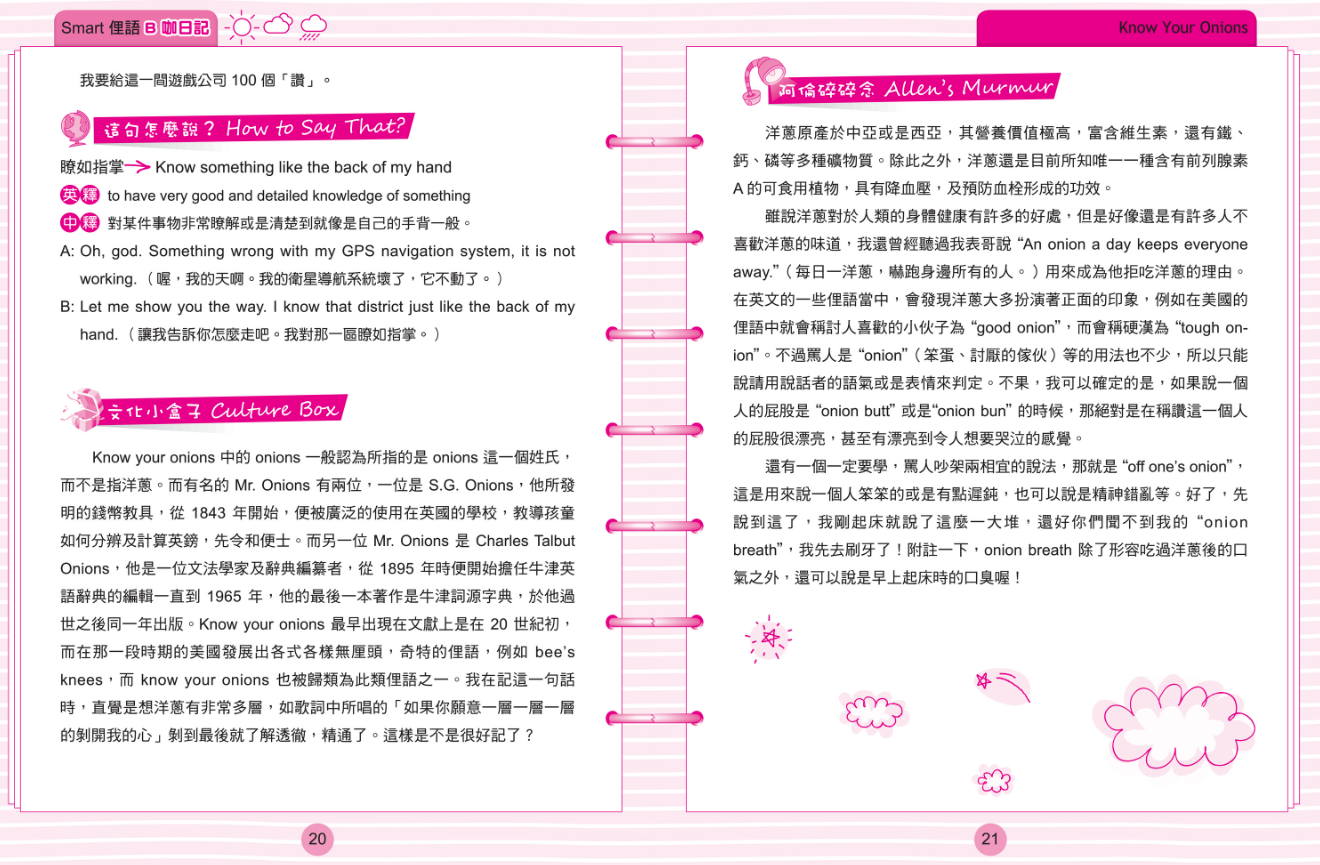 Smart 俚語 B 咖日記
我要給這一間遊戲公司 100 個「讚」。
這句怎麼說？ How to Say That?
瞭如指掌 Know something like the back of my hand
英釋 to have very good and detailed knowledge of something
中釋 對某件事物非常瞭解或是清楚到就像是自己的手背一般。
A: Oh, god. Something wrong with my GPS navigation system, it is not
working.（喔，我的天啊。我的衛星導航系統壞了，它不動了。）
B: Let me show you the way. I know that district just like the back of my
hand.（讓我告訴你怎麼走吧。我對那一區瞭如指掌。）
文化小盒子 Culture Box
Know your onions 中的 onions 一般認為所指的是 onions 這一個姓氏，
而不是指洋蔥。而有名的 Mr. Onions 有兩位，一位是 S.G. Onions，他所發
明的錢幣教具，從 1843 年開始，便被廣泛的使用在英國的學校，教導孩童
如何分辨及計算英鎊，先令和便士。而另一位 Mr. Onions 是 Charles Talbut
Onions，他是一位文法學家及辭典編纂者，從 1895 年時便開始擔任牛津英
語辭典的編輯一直到 1965 年，他的最後一本著作是牛津詞源字典，於他過
世之後同一年出版。Know your onions 最早出現在文獻上是在 20 世紀初，
而在那一段時期的美國發展出各式各樣無厘頭，奇特的俚語，例如 bee's
knees，而 know your onions 也被歸類為此類俚語之一。我在記這一句話
時，直覺是想洋蔥有非常多層，如歌詞中所唱的「如果你願意一層一層一層
的剝開我的心」剝到最後就了解透徹，精通了。這樣是不是很好記了？
20
Know Your Onions
阿倫碎碎念 Allen's Murmur
洋蔥原產於中亞或是西亞，其營養價值極高，富含維生素，還有鐵、
鈣、磷等多種礦物質。除此之外，洋蔥還是目前所知唯一一種含有前列腺素
A 的可食用植物，具有降血壓，及預防血栓形成的功效。
雖說洋蔥對於人類的身體健康有許多的好處，但是好像還是有許多人不
喜歡洋蔥的味道，我還曾經聽過我表哥說 “An onion a day keeps everyone
away.”（每日一洋蔥，嚇跑身邊所有的人。）用來成為他拒吃洋蔥的理由。
在英文的一些俚語當中，會發現洋蔥大多扮演著正面的印象，例如在美國的
俚語中就會稱討人喜歡的小伙子為 “good onion”，而會稱硬漢為 “tough on-
ion”。不過罵人是 “onion”（笨蛋、討厭的傢伙）等的用法也不少，所以只能
說請用說話者的語氣或是表情來判定。不果，我可以確定的是，如果說一個
人的屁股是 “onion butt” 或是“onion bun” 的時候，那絕對是在稱讚這一個人
的屁股很漂亮，甚至有漂亮到令人想要哭泣的感覺。
還有一個一定要學，罵人吵架兩相宜的說法，那就是 “off one's onion”，
這是用來說一個人笨笨的或是有點遲鈍，也可以說是精神錯亂等。好了，先
說到這了，我剛起床就說了這麼一大堆，還好你們聞不到我的 “onion
breath”，我先去刷牙了！附註一下，onion breath 除了形容吃過洋蔥後的口
氣之外，還可以說是早上起床時的口臭喔！
21